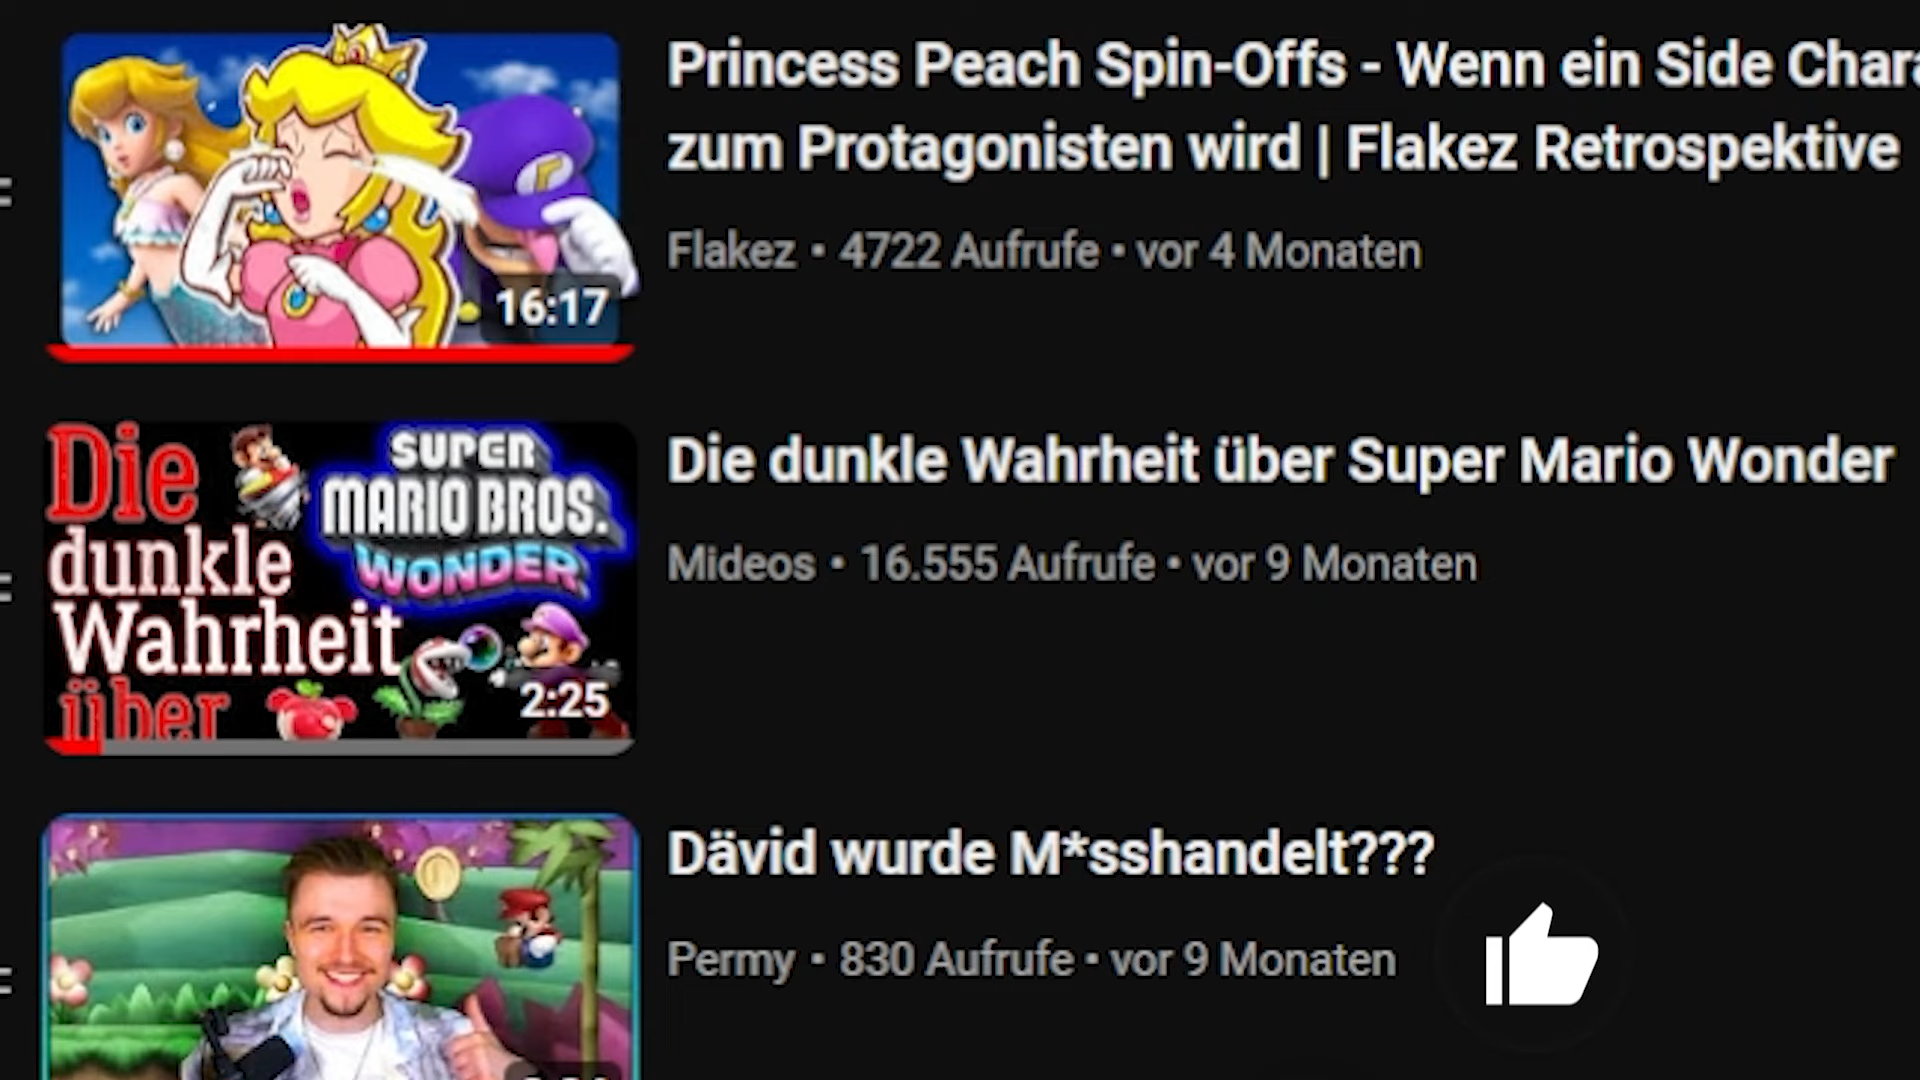 Princess Peach Spin-Offs - Wenn ein Side Chara
zum Protagonisten wird | Flakez Retrospektive
Flakez • 4722 Aufrufe • vor 4 Monaten
16:17
Die dunkle Wahrheit über Super Mario Wonder
Mideos • 16.555 Aufrufe • vor 9 Monaten
Die
dunkle
Wahrheit
über
SUPER
MARIO BROS.
WONDER
2:25
Dävid wurde M*sshandelt???
Permy • 830 Aufrufe • vor 9 Monaten